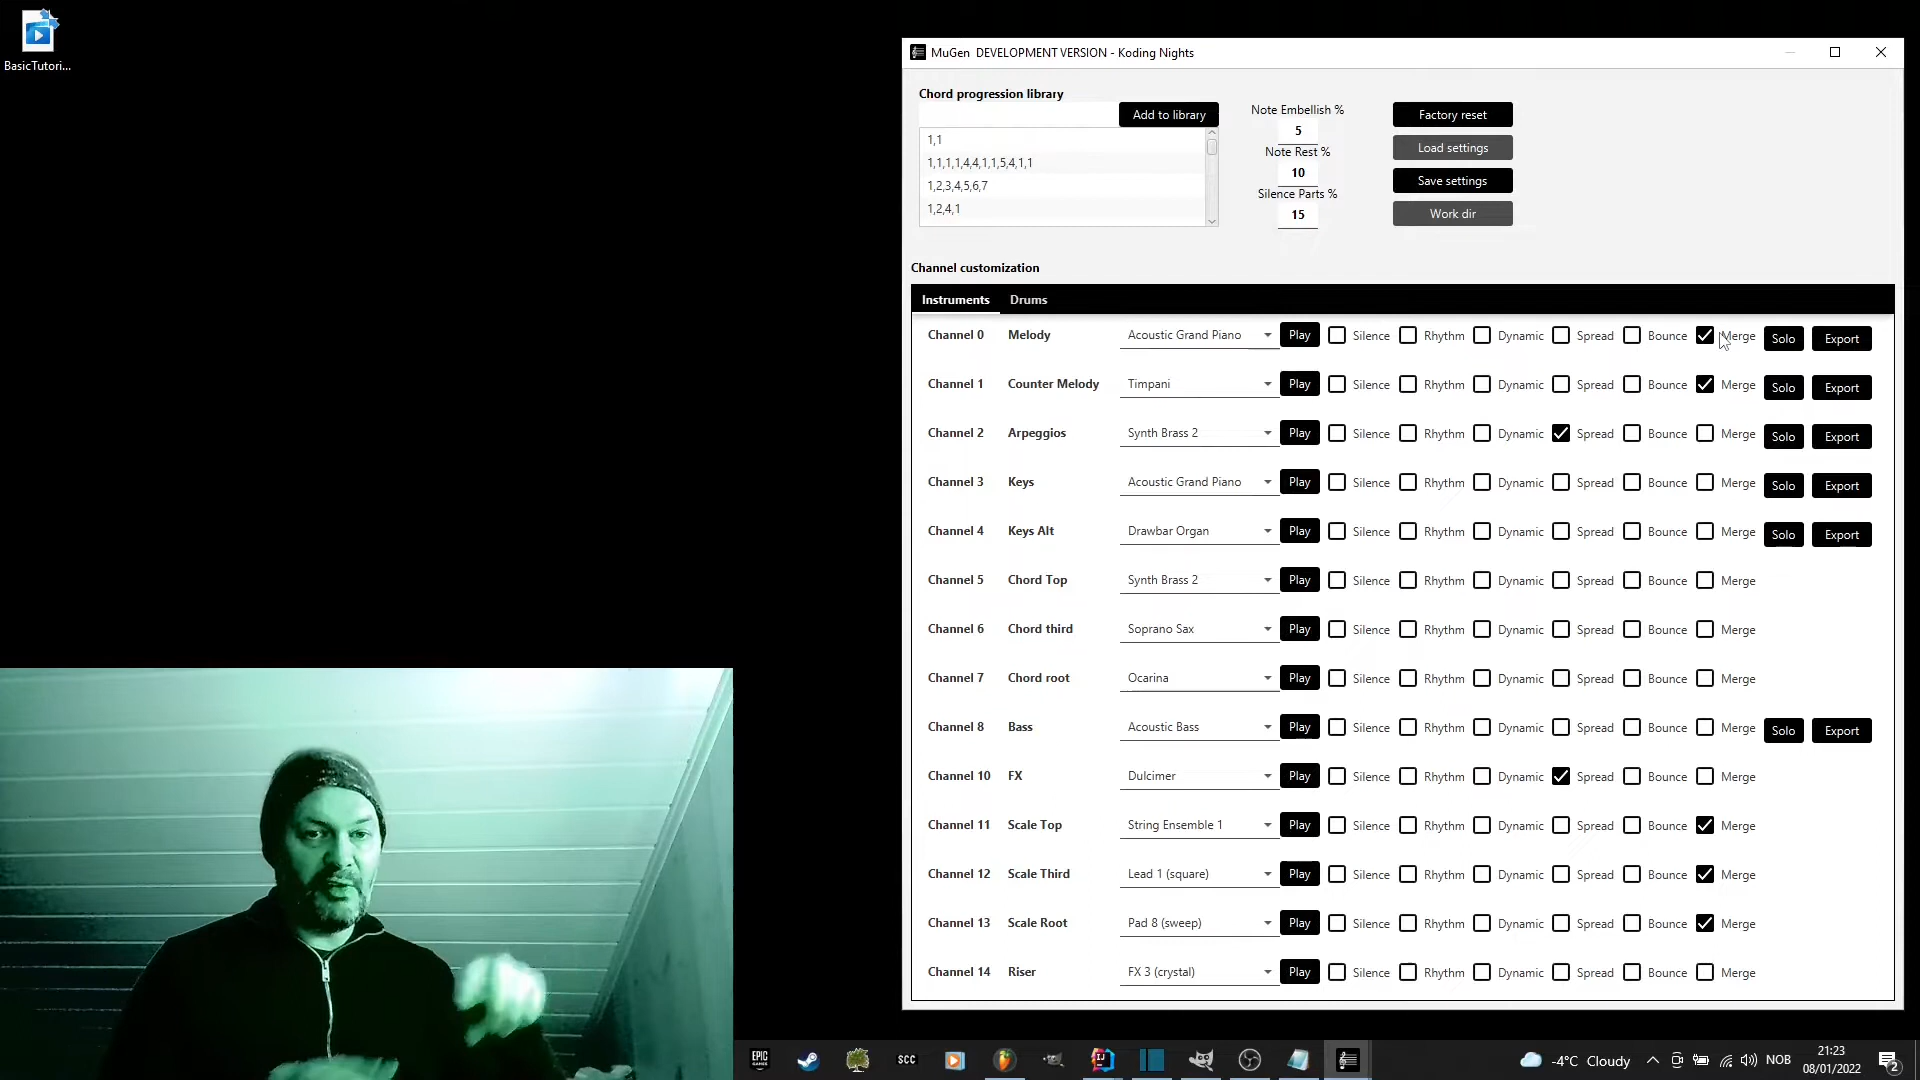 BasicTutori...
MuGen DEVELOPMENT VERSION - Koding Nights
Chord progression library
Add to library
1,1
1,1,1,1,4,4,1,1,5,4,1,1
1,2,3,4,5,6,7
1,2,4,1
Note Embellish %
5
Note Rest %
10
Silence Parts %
15
Factory reset
Load settings
Save settings
Work dir
Channel customization
Instruments Drums
Channel 0 Melody Acoustic Grand Piano Play Silence Rhythm Dynamic Spread Bounce Merge Solo Export
Channel 1 Counter Melody Timpani Play Silence Rhythm Dynamic Spread Bounce Merge Solo Export
Channel 2 Arpeggios Synth Brass 2 Play Silence Rhythm Dynamic Spread Bounce Merge Solo Export
Channel 3 Keys Acoustic Grand Piano Play Silence Rhythm Dynamic Spread Bounce Merge Solo Export
Channel 4 Keys Alt Drawbar Organ Play Silence Rhythm Dynamic Spread Bounce Merge Solo Export
Channel 5 Chord Top Synth Brass 2 Play Silence Rhythm Dynamic Spread Bounce Merge
Channel 6 Chord third Soprano Sax Play Silence Rhythm Dynamic Spread Bounce Merge
Channel 7 Chord root Ocarina Play Silence Rhythm Dynamic Spread Bounce Merge
Channel 8 Bass Acoustic Bass Play Silence Rhythm Dynamic Spread Bounce Merge Solo Export
Channel 10 FX Dulcimer Play Silence Rhythm Dynamic Spread Bounce Merge
Channel 11 Scale Top String Ensemble 1 Play Silence Rhythm Dynamic Spread Bounce Merge
Channel 12 Scale Third Lead 1 (square) Play Silence Rhythm Dynamic Spread Bounce Merge
Channel 13 Scale Root Pad 8 (sweep) Play Silence Rhythm Dynamic Spread Bounce Merge
Channel 14 Riser FX 3 (crystal) Play Silence Rhythm Dynamic Spread Bounce Merge
EPIC GAMES
SCC
IJ
-4°C Cloudy
NOB
21:23
08/01/2022
2